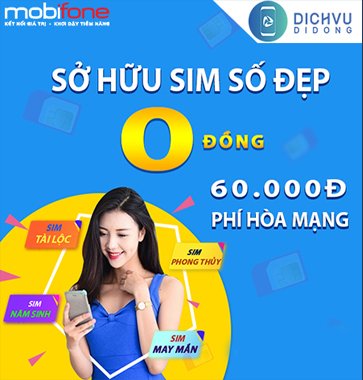 mobifone
KẾT NỐI GIÁ TRỊ • KHƠI DẬY TIỀM NĂNG
DICHVU
DIDONG
SỞ HỮU SIM SỐ ĐẸP
0 ĐỒNG
60.000Đ
PHÍ HÒA MẠNG
SIM
TÀI LỘC
SIM
PHONG THỦY
SIM
NĂM SINH
SIM
MAY MẮN